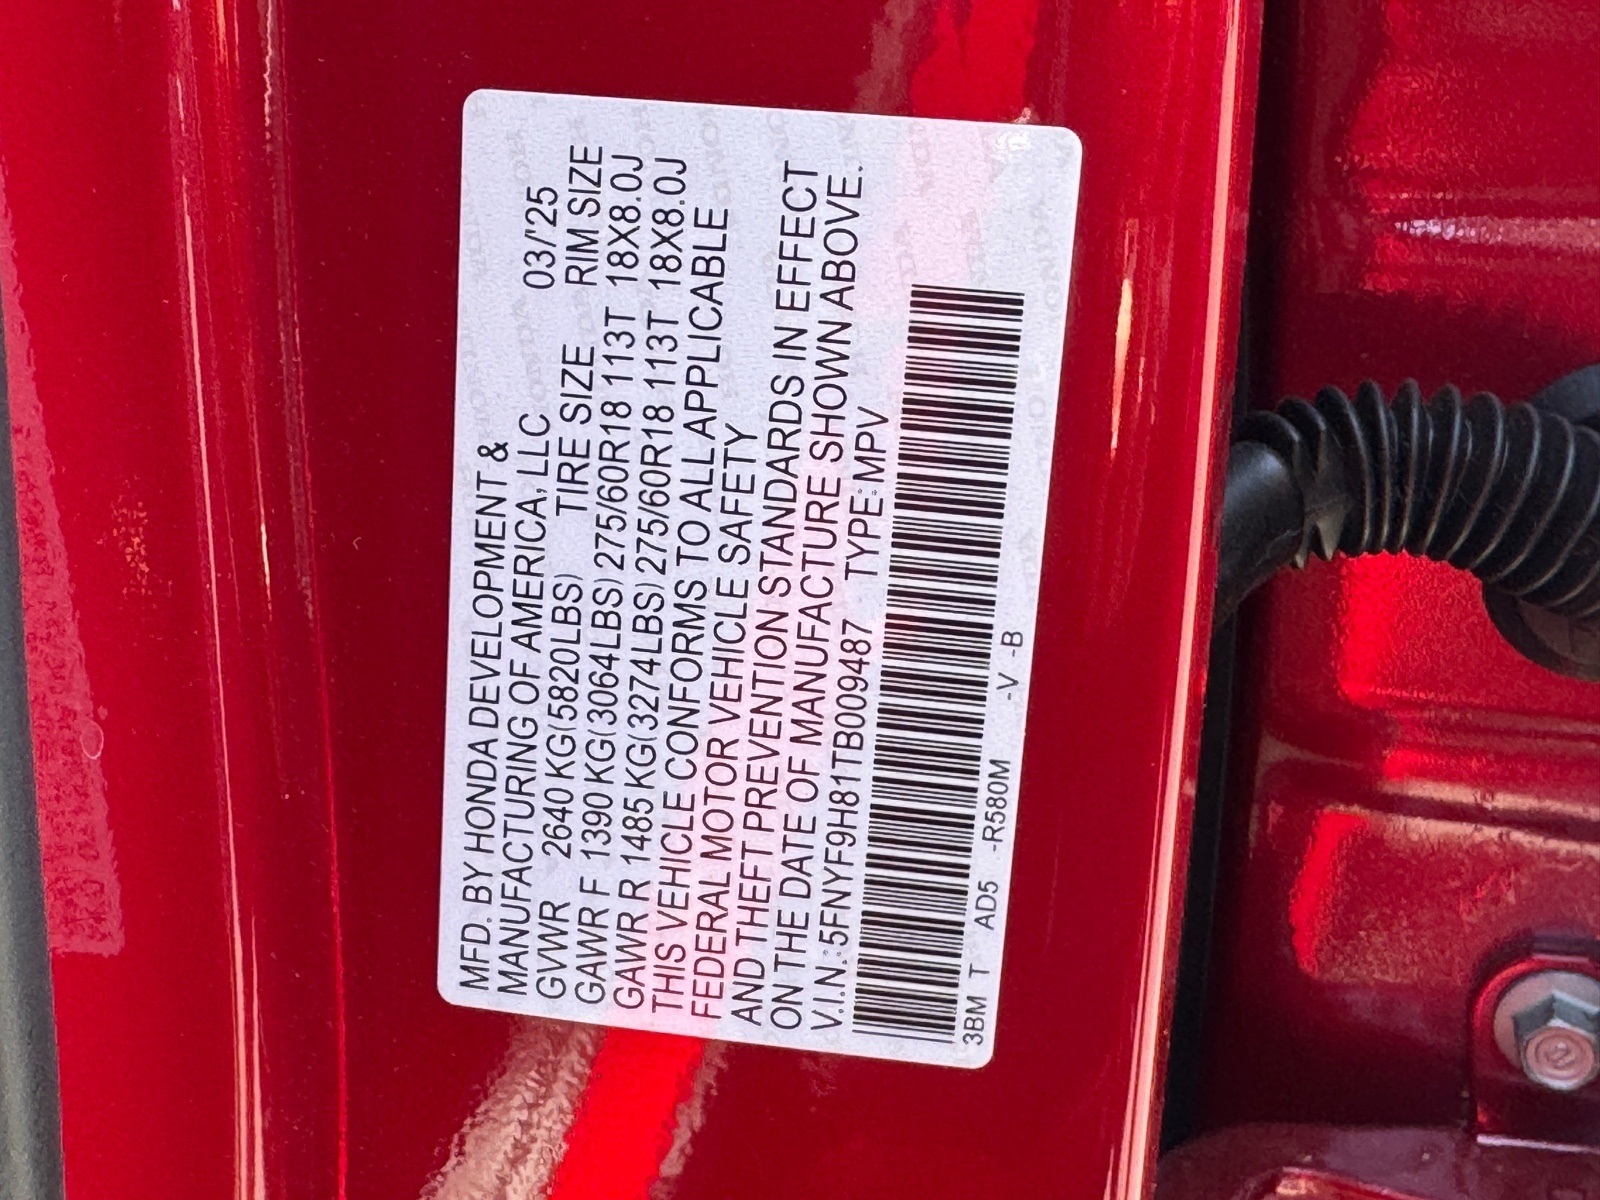 MFD. BY HONDA DEVELOPMENT &
MANUFACTURING OF AMERICA, LLC 03/'25
GVWR 2640 KG(5820LBS) TIRE SIZE RIM SIZE
GAWR F 1390 KG(3064LBS) 275/60R18 113T 18X8.0J
GAWR R 1485 KG(3274LBS) 275/60R18 113T 18X8.0J
THIS VEHICLE CONFORMS TO ALL APPLICABLE
FEDERAL MOTOR VEHICLE SAFETY
AND THEFT PREVENTION STANDARDS IN EFFECT
ON THE DATE OF MANUFACTURE SHOWN ABOVE.
V.I.N.: 5FNYF9H81TB009487 TYPE: MPV
3BM T AD5 -R580M -V -B